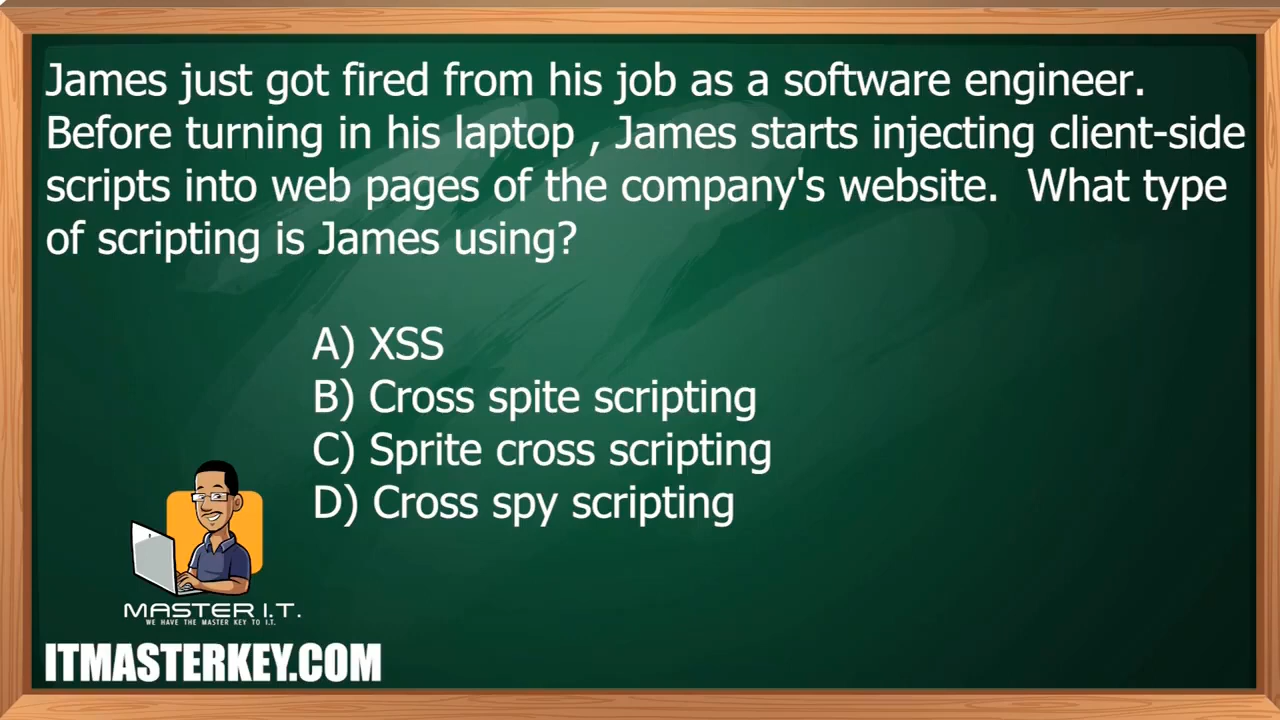 James just got fired from his job as a software engineer.
Before turning in his laptop , James starts injecting client-side
scripts into web pages of the company's website.  What type
of scripting is James using?
A) XSS
B) Cross spite scripting
C) Sprite cross scripting
D) Cross spy scripting
MASTER I.T.
WE HAVE THE MASTER KEY TO I.T.
ITMASTERKEY.COM